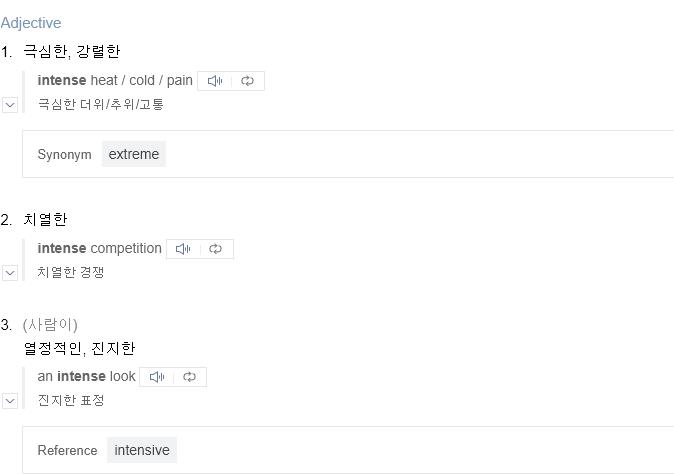 Adjective
1. 극심한, 강렬한
intense heat / cold / pain
극심한 더위/추위/고통
Synonym extreme
2. 치열한
intense competition
치열한 경쟁
3. (사람이)
열정적인, 진지한
an intense look
진지한 표정
Reference intensive